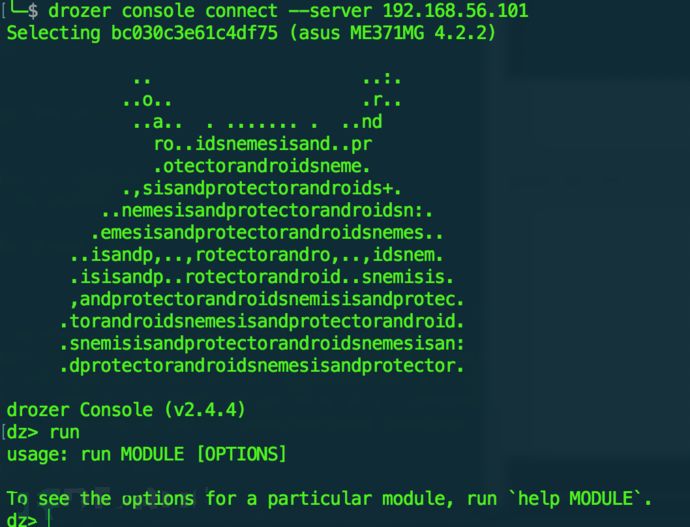 [└─$ drozer console connect --server 192.168.56.101
Selecting bc030c3e61c4df75 (asus ME371MG 4.2.2)
.. ..:.
..o.. .r..
..a.. . ....... . ..nd
ro..idsnemesisand..pr
.otectorandroidsneme.
.,sisandprotectorandroids+.
..nemesisandprotectorandroidsn:.
.emesisandprotectorandroidsnemes..
..isandp,..,rotectorandro,..,idsnem.
.isisandp..rotectorandroid..snemisis.
,andprotectorandroidsnemisisandprotec.
.torandroidsnemesisandprotectorandroid.
.snemisisandprotectorandroidsnemesisan:
.dprotectorandroidsnemesisandprotector.
drozer Console (v2.4.4)
[dz> run
usage: run MODULE [OPTIONS]
To see the options for a particular module, run `help MODULE`.
dz>